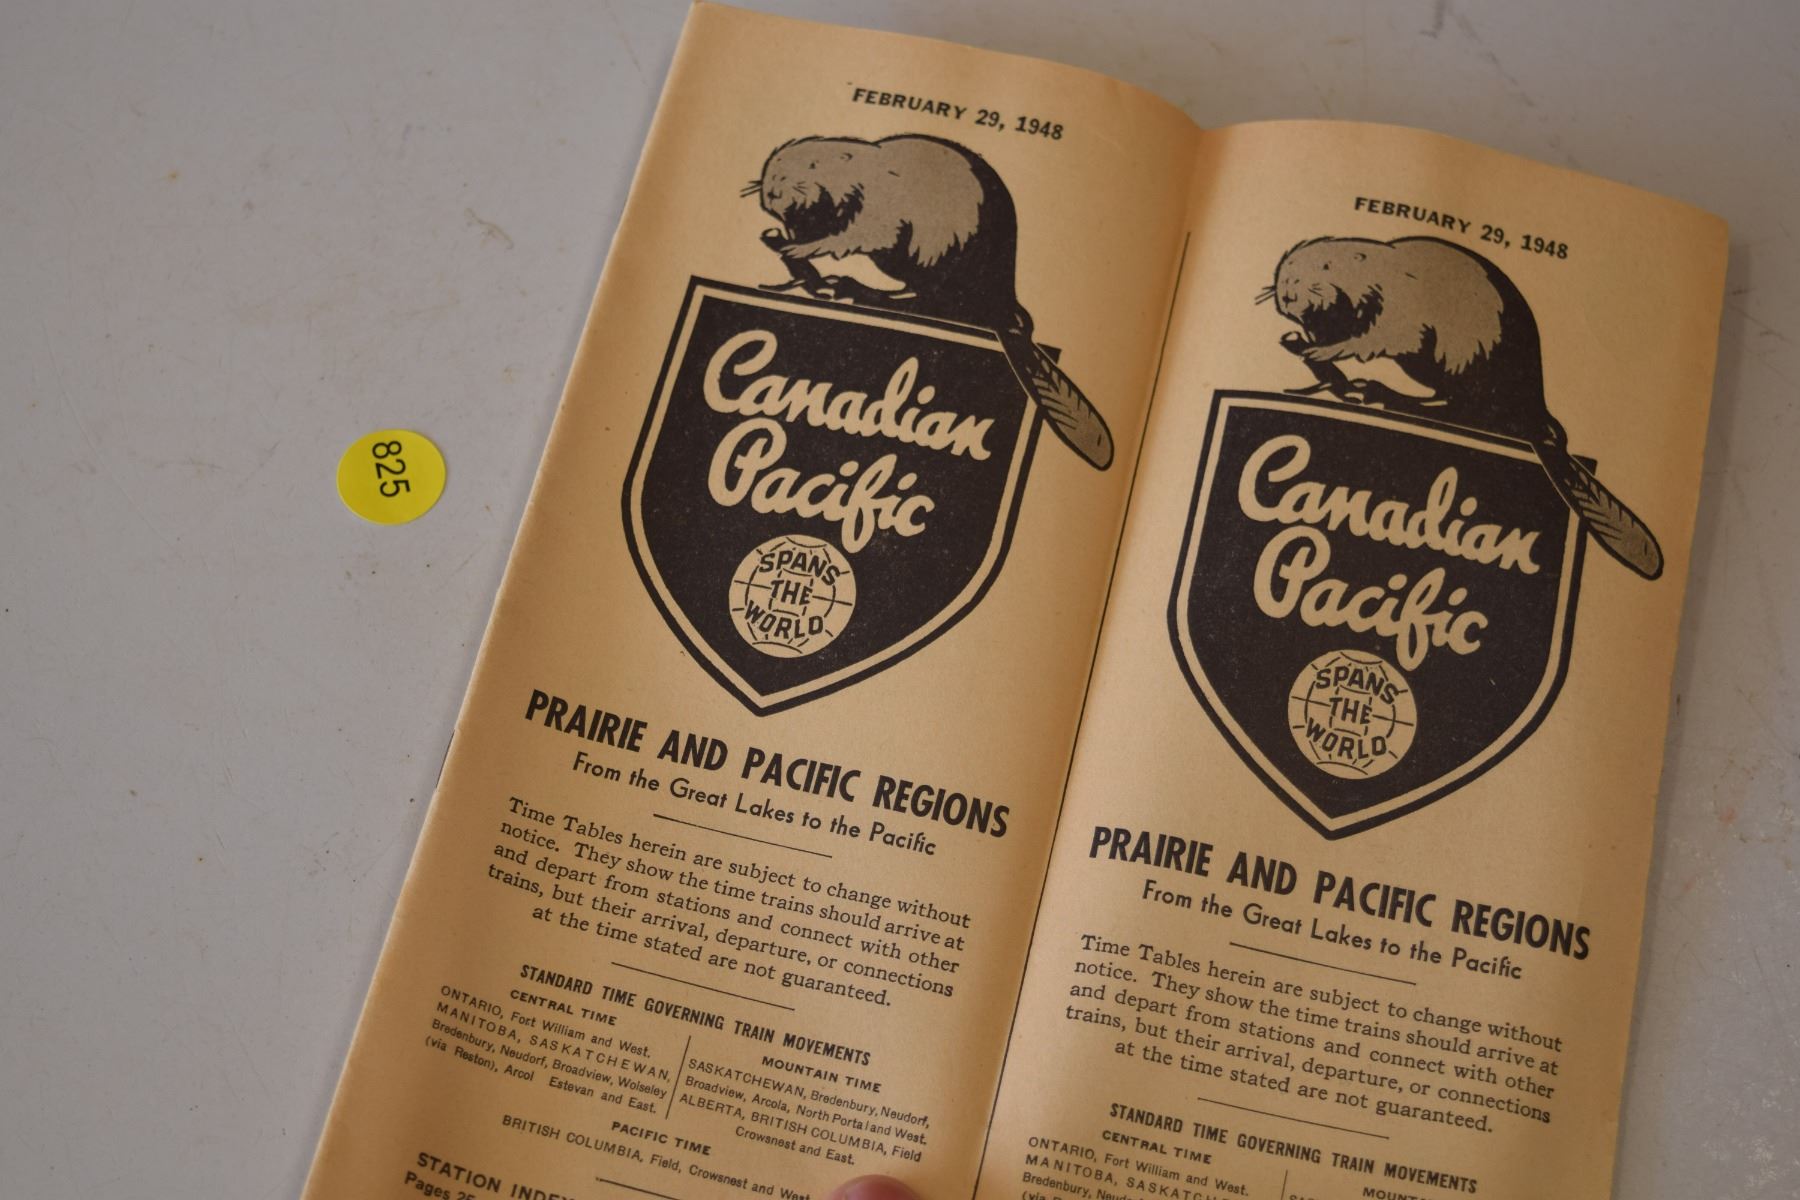 825
FEBRUARY 29, 1948
Canadian
Pacific
SPANS
THE
WORLD
PRAIRIE AND PACIFIC REGIONS
From the Great Lakes to the Pacific
Time Tables herein are subject to change without
notice. They show the time trains should arrive at
and depart from stations and connect with other
trains, but their arrival, departure, or connections
at the time stated are not guaranteed.
STANDARD TIME GOVERNING TRAIN MOVEMENTS
CENTRAL TIME
ONTARIO, Fort William and West.
MANITOBA, SASKATCHEWAN,
Bredenbury, Neudorf, Broadview, Wolseley
(via Reston), Arcol Estevan and East.
MOUNTAIN TIME
SASKATCHEWAN, Bredenbury, Neudorf,
Broadview, Arcola, North Portal and West.
ALBERTA, BRITISH COLUMBIA, Field
Crowsnest and East.
PACIFIC TIME
BRITISH COLUMBIA, Field, Crowsnest and West
STATION INDEX
Pages 25
FEBRUARY 29, 1948
Canadian
Pacific
SPANS
THE
WORLD
PRAIRIE AND PACIFIC REGIONS
From the Great Lakes to the Pacific
Time Tables herein are subject to change without
notice. They show the time trains should arrive at
and depart from stations and connect with other
trains, but their arrival, departure, or connections
at the time stated are not guaranteed.
STANDARD TIME GOVERNING TRAIN MOVEMENTS
CENTRAL TIME
ONTARIO, Fort William and West.
MANITOBA, SASKATCHE
Bredenbury,
(via